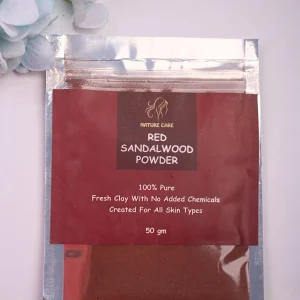 NATURE CARE
RED
SANDALWOOD
POWDER
100% Pure
Fresh Clay With No Added Chemicals
Created For All Skin Types
50 gm